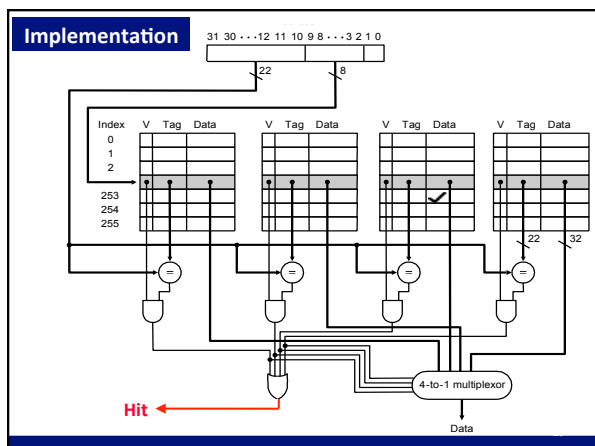 Implementation
31 30 ··· 12 11 10 9 8 ··· 3 2 1 0
22
8
Index V Tag Data V Tag Data V Tag Data V Tag Data
0
1
2
253
254
255
22 32
= = = =
4-to-1 multiplexor
Hit
Data